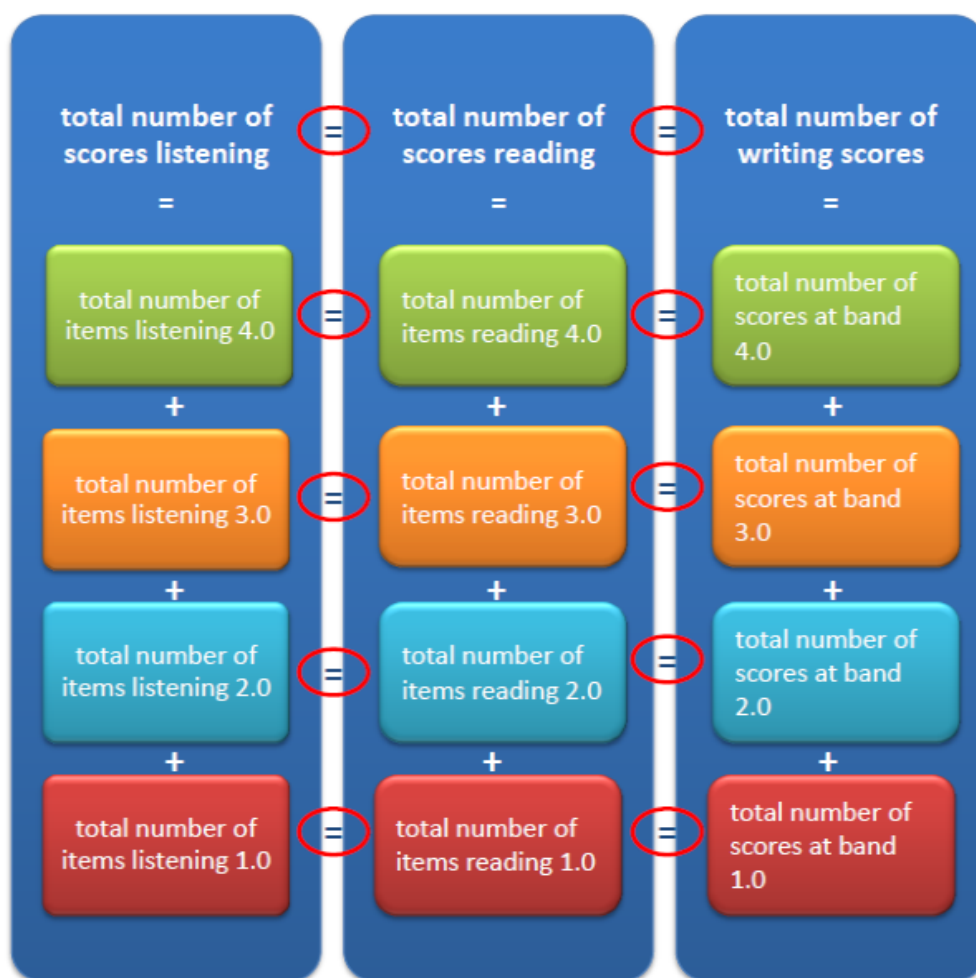 total number of
scores listening
=
=
total number of
scores reading
=
=
total number of
writing scores
=
total number of
items listening 4.0
=
total number of
items reading 4.0
=
total number of
scores at band
4.0
+
+
+
total number of
items listening 3.0
=
total number of
items reading 3.0
=
total number of
scores at band
3.0
+
+
+
total number of
items listening 2.0
=
total number of
items reading 2.0
=
total number of
scores at band
2.0
+
+
+
total number of
items listening 1.0
=
total number of
items reading 1.0
=
total number of
scores at band
1.0